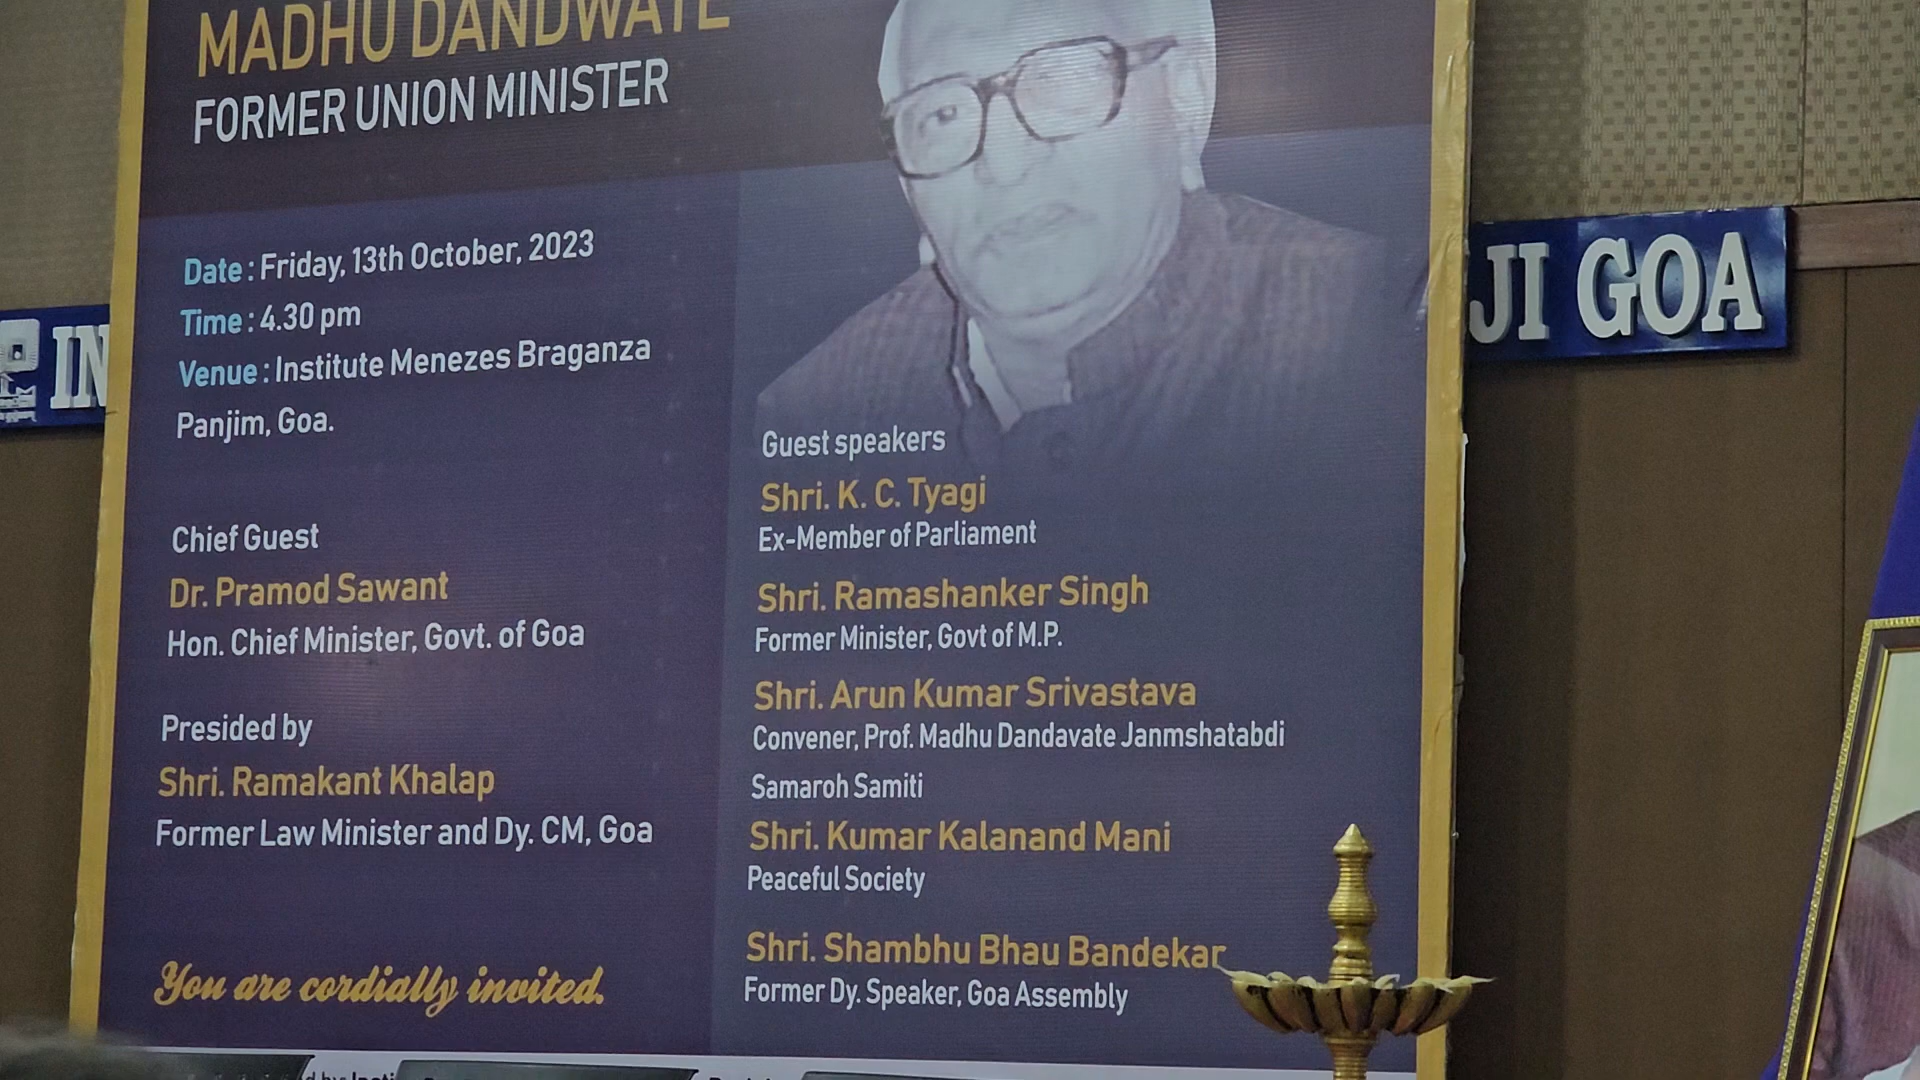 MADHU DANDWATE
FORMER UNION MINISTER
Date : Friday, 13th October, 2023
Time : 4.30 pm
Venue : Institute Menezes Braganza
Panjim, Goa.
Chief Guest
Dr. Pramod Sawant
Hon. Chief Minister, Govt. of Goa
Presided by
Shri. Ramakant Khalap
Former Law Minister and Dy. CM, Goa
You are cordially invited.
Guest speakers
Shri. K. C. Tyagi
Ex-Member of Parliament
Shri. Ramashanker Singh
Former Minister, Govt of M.P.
Shri. Arun Kumar Srivastava
Convener, Prof. Madhu Dandavate Janmshatabdi
Samaroh Samiti
Shri. Kumar Kalanand Mani
Peaceful Society
Shri. Shambhu Bhau Bandekar
Former Dy. Speaker, Goa Assembly
IN
JI GOA